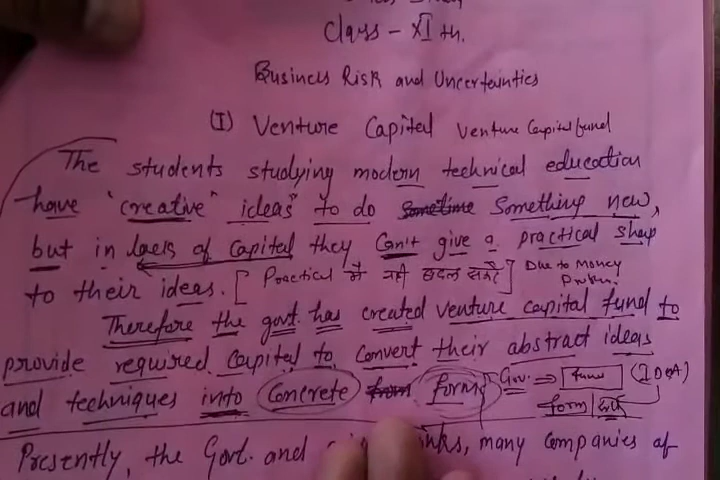 Class - XI th.
Business Risk and Uncertainties
(I) Venture Capital Venture Capital fund
The students studying modern technical education
have "creative" ideas to do sometime Something new,
but in lack of capital they Can't give a practical shap
to their ideas. [Practical में नहीं बदल सकते] Due to Money
Problem.
Therefore the govt. has created venture capital fund to
provide required Capital to convert their abstract ideas
and techniques into Concrete from forms Gov. ⇒ fund (IDEA)
form
Presently, the Govt. and many companies of